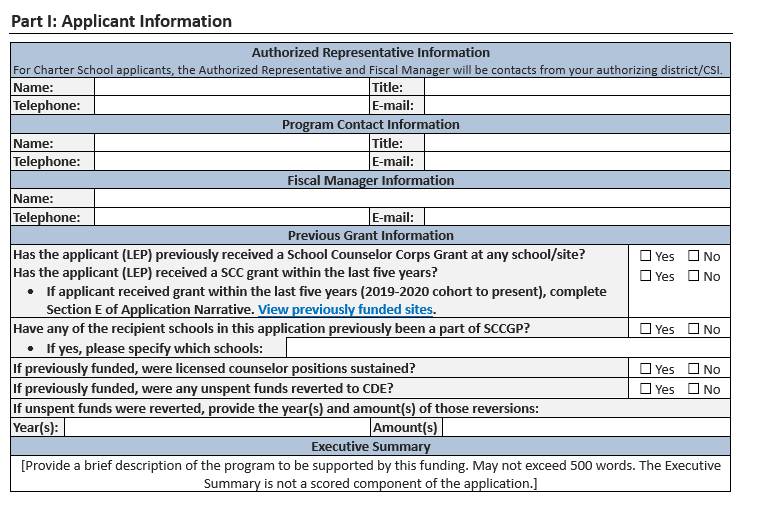 Part I: Applicant Information
Authorized Representative Information
For Charter School applicants, the Authorized Representative and Fiscal Manager will be contacts from your authorizing district/CSI.
Name: Title:
Telephone: E-mail:
Program Contact Information
Name: Title:
Telephone: E-mail:
Fiscal Manager Information
Name:
Telephone: E-mail:
Previous Grant Information
Has the applicant (LEP) previously received a School Counselor Corps Grant at any school/site? ☐ Yes ☐ No
Has the applicant (LEP) received a SCC grant within the last five years? ☐ Yes ☐ No
• If applicant received grant within the last five years (2019-2020 cohort to present), complete
Section E of Application Narrative. View previously funded sites.
Have any of the recipient schools in this application previously been a part of SCCGP? ☐ Yes ☐ No
• If yes, please specify which schools:
If previously funded, were licensed counselor positions sustained? ☐ Yes ☐ No
If previously funded, were any unspent funds reverted to CDE? ☐ Yes ☐ No
If unspent funds were reverted, provide the year(s) and amount(s) of those reversions:
Year(s): Amount(s)
Executive Summary
[Provide a brief description of the program to be supported by this funding. May not exceed 500 words. The Executive
Summary is not a scored component of the application.]